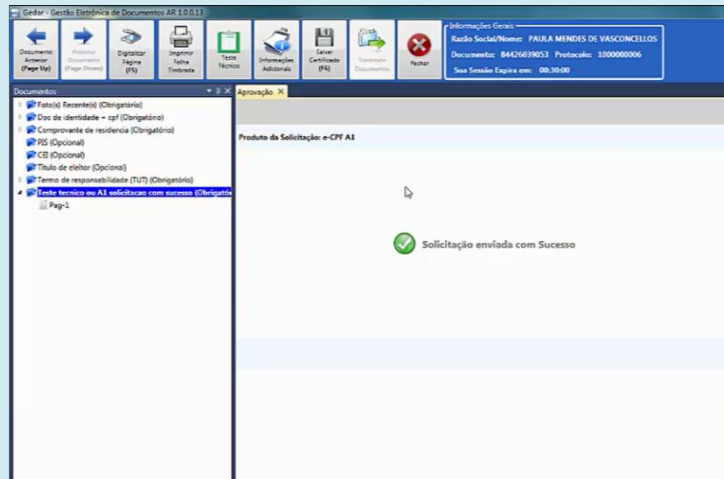 Gedar - Gestão Eletrônica de Documentos AR 1.0.0.13
Documento Anterior (Page Up)
Próximo Documento (Page Down)
Digitalizar Página (F5)
Imprimir Folha Timbrada
Teste Técnico
Informações Adicionais
Salvar Certificado (F6)
Transmitir Documentos
Fechar
Informações Gerais
Razão Social/Nome: PAULA MENDES DE VASCONCELLOS
Documento: 84426039053 Protocolo: 1000000006
Sua Sessão Expira em: 00:30:00
Documentos
Aprovação
Foto(s) Recente(s) (Obrigatório)
Doc de identidade - cpf (Obrigatório)
Comprovante de residencia (Obrigatório)
PIS (Opcional)
CEI (Opcional)
Título de eleitor (Opcional)
Termo de responsabilidade (TUT) (Obrigatório)
Teste tecnico ou A1 solicitacao com sucesso (Obrigató
Pag-1
Produto da Solicitação: e-CPF A1
Solicitação enviada com Sucesso